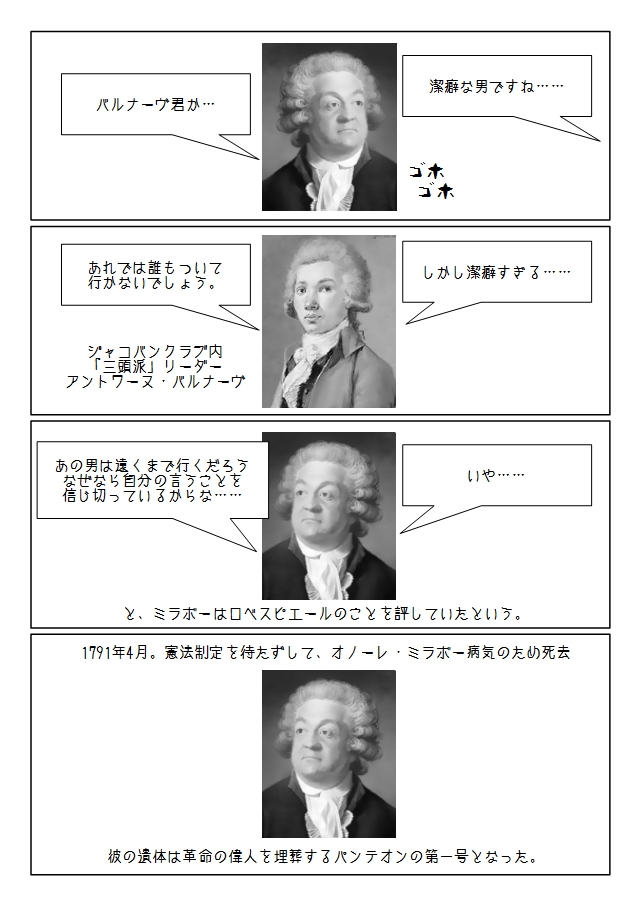 潔癖な男ですね……
バルナーヴ君か…
ゴホ
ゴホ
しかし潔癖すぎる……
あれでは誰もついて
行かないでしょう。
ジャコバンクラブ内
「三頭派」リーダー
アントワーヌ・バルナーヴ
いや……
あの男は遠くまで行くだろう
なぜなら自分の言うことを
信じ切っているからな……
と、ミラボーはロベスピエールのことを評していたという。
1791年4月。憲法制定を待たずして、オノーレ・ミラボー病気のため死去
彼の遺体は革命の偉人を埋葬するパンテオンの第一号となった。